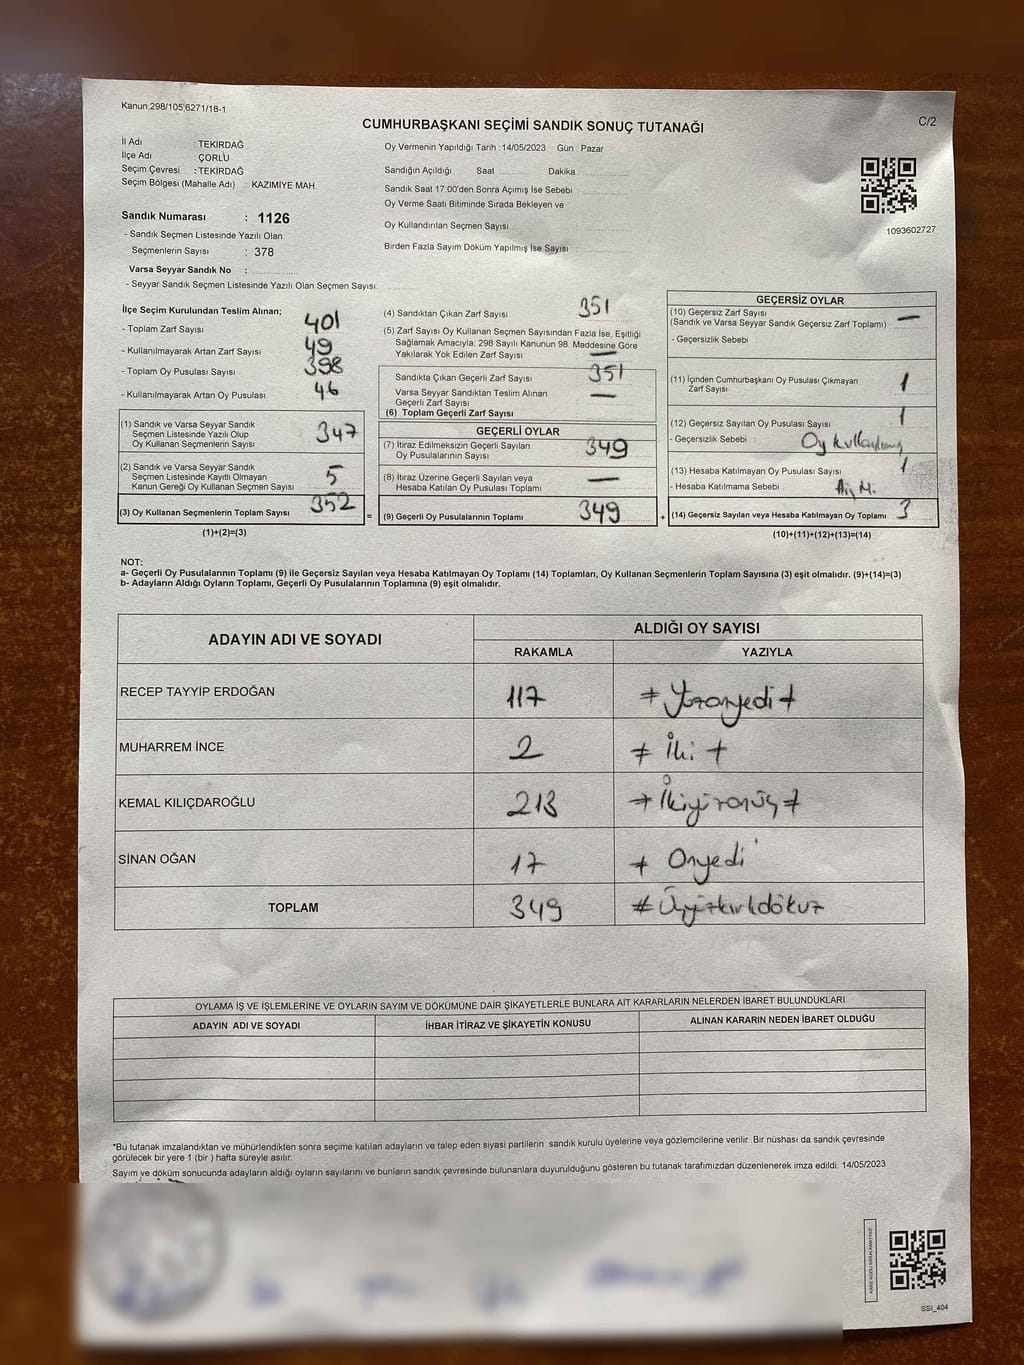 Kanun:298/105,6271/18-1
C/2
CUMHURBAŞKANI SEÇİMİ SANDIK SONUÇ TUTANAĞI
İl Adı : TEKİRDAĞ
İlçe Adı : ÇORLU
Seçim Çevresi : TEKİRDAĞ
Seçim Bölgesi (Mahalle Adı) : KAZIMİYE MAH.
Sandık Numarası : 1126
- Sandık Seçmen Listesinde Yazılı Olan
Seçmenlerin Sayısı : 378
Varsa Seyyar Sandık No :
- Seyyar Sandık Seçmen Listesinde Yazılı Olan Seçmen Sayısı:
Oy Vermenin Yapıldığı Tarih : 14/05/2023 Gün : Pazar
Sandığın Açıldığı Saat Dakika
Sandık Saat 17:00'den Sonra Açımış İse Sebebi :
Oy Verme Saati Bitiminde Sırada Bekleyen ve
Oy Kullandırılan Seçmen Sayısı
Birden Fazla Sayım Döküm Yapılmış İse Sayısı
1093602727
İlçe Seçim Kurulundan Teslim Alınan;
- Toplam Zarf Sayısı : 401
- Kullanılmayarak Artan Zarf Sayısı : 49
- Toplam Oy Pusulası Sayısı : 398
- Kullanılmayarak Artan Oy Pusulası : 46
(1) Sandık ve Varsa Seyyar Sandık
Seçmen Listesinde Yazılı Olup
Oy Kullanan Seçmenlerin Sayısı : 347
(2) Sandık ve Varsa Seyyar Sandık
Seçmen Listesinde Kayıtlı Olmayan
Kanun Gereği Oy Kullanan Seçmen Sayısı 5
(3) Oy Kullanan Seçmenlerin Toplam Sayısı 352
=
(1)+(2)=(3)
(4) Sandıktan Çıkan Zarf Sayısı : 351
(5) Zarf Sayısı Oy Kullanan Seçmen Sayısından Fazla İse, Eşitliği
Sağlamak Amacıyla; 298 Sayılı Kanunun 98. Maddesine Göre
Yakılarak Yok Edilen Zarf Sayısı —
Sandıkta Çıkan Geçerli Zarf Sayısı : 351
Varsa Seyyar Sandıktan Teslim Alınan
Geçerli Zarf Sayısı —
(6) Toplam Geçerli Zarf Sayısı
GEÇERLİ OYLAR
(7) İtiraz Edilmeksizin Geçerli Sayılan
Oy Pusulalarının Sayısı : 349
(8) İtiraz Üzerine Geçerli Sayılan veya
Hesaba Katılan Oy Pusulası Toplamı —
(9) Geçerli Oy Pusulalarının Toplamı 349
+
GEÇERSİZ OYLAR
(10) Geçersiz Zarf Sayısı
(Sandık ve Varsa Seyyar Sandık Geçersiz Zarf Toplamı) : —
- Geçersizlik Sebebi
(11) İçinden Cumhurbaşkanı Oy Pusulası Çıkmayan
Zarf Sayısı 1
(12) Geçersiz Sayılan Oy Pusulası Sayısı 1
- Geçersizlik Sebebi : Oy
(13) Hesaba Katılmayan Oy Pusulası Sayısı 1
- Hesaba Katılmama Sebebi :
(14) Geçersiz Sayılan veya Hesaba Katılmayan Oy Toplamı 3
(10)+(11)+(12)+(13)=(14)
NOT:
a- Geçerli Oy Pusulalarının Toplamı (9) ile Geçersiz Sayılan veya Hesaba Katılmayan Oy Toplamı (14) Toplamları, Oy Kullanan Seçmenlerin Toplam Sayısına (3) eşit olmalıdır. (9)+(14)=(3)
b- Adayların Aldığı Oyların Toplamı, Geçerli Oy Pusulalarının Toplamına (9) eşit olmalıdır.
ADAYIN ADI VE SOYADI
ALDIĞI OY SAYISI
RAKAMLA YAZIYLA
RECEP TAYYİP ERDOĞAN 117 + Yüzonyedi +
MUHARREM İNCE 2 + İki +
KEMAL KILIÇDAROĞLU 213 + İkiyüzonüç +
SİNAN OĞAN 17 + Onyedi
TOPLAM 349 # Üçyüzkırkdokuz
OYLAMA İŞ VE İŞLEMLERİNE VE OYLARIN SAYIM VE DÖKÜMÜNE DAİR ŞİKAYETLERLE BUNLARA AİT KARARLARIN NELERDEN İBARET BULUNDUKLARI
ADAYIN ADI VE SOYADI İHBAR İTİRAZ VE ŞİKAYETİN KONUSU ALINAN KARARIN NEDEN İBARET OLDUĞU
*Bu tutanak imzalandıktan ve mühürlendikten sonra seçime katılan adayların ve talep eden siyasi partilerin sandık kurulu üyelerine veya gözlemcilerine verilir. Bir nüshası da sandık çevresinde
görülecek bir yere 1 (bir ) hafta süreyle asılır.
Sayım ve döküm sonucunda adayların aldığı oyların sayılarını ve bunların sandık çevresinde bulunanlara duyurulduğunu gösteren bu tutanak tarafımızdan düzenlenerek imza edildi. 14/05/2023
KARE KODU KARALAMAYINIZ!
SSI_404